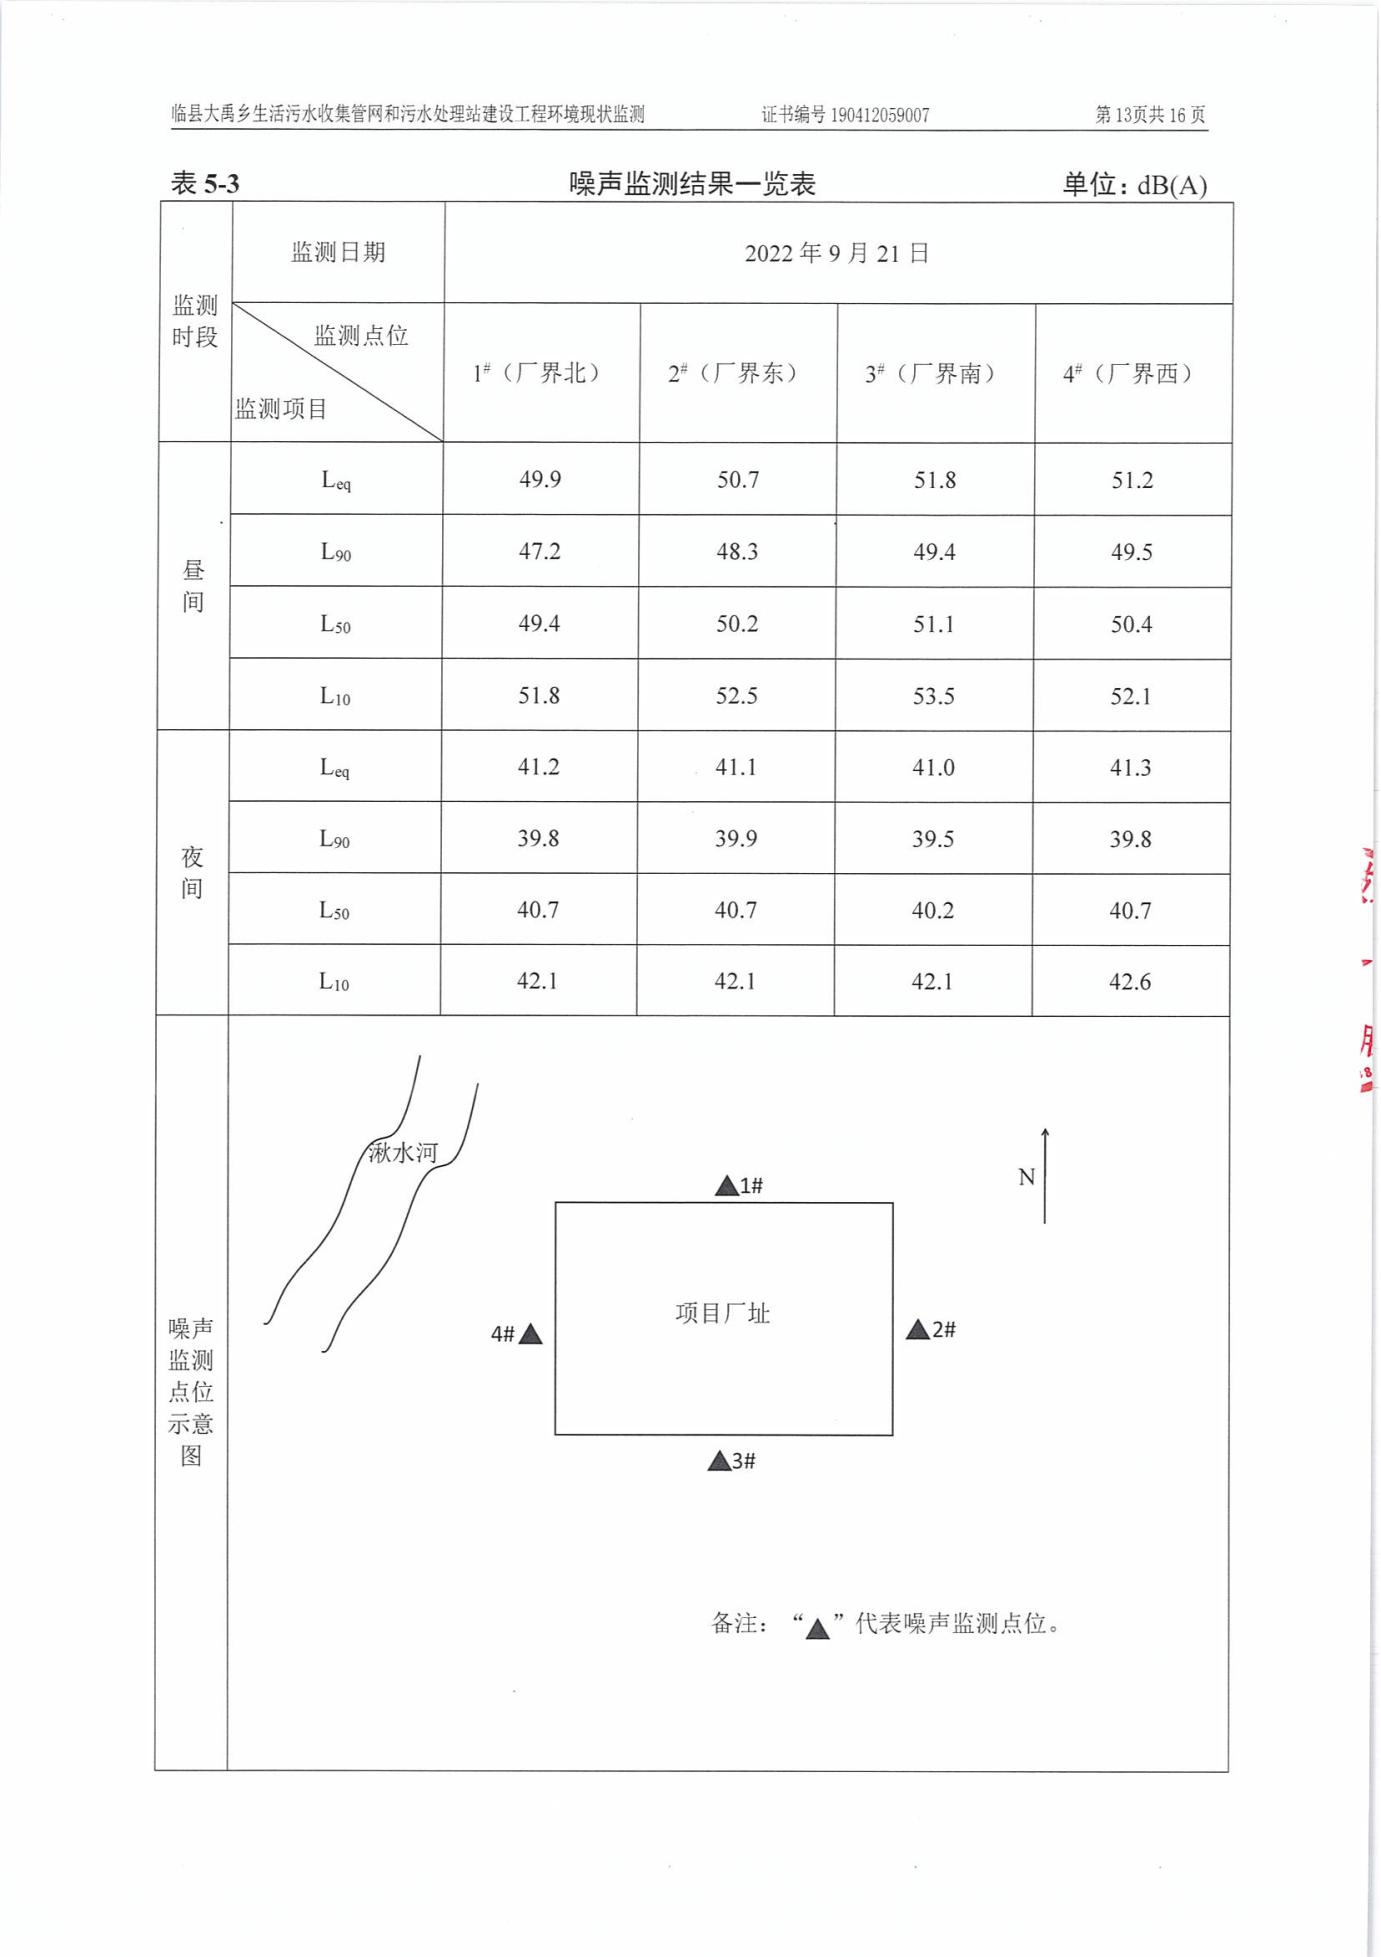 临县大禹乡生活污水收集管网和污水处理站建设工程环境现状监测 证书编号 190412059007 第 13页共 16 页
表 5-3 噪声监测结果一览表 单位：dB(A)
监测时段 监测日期 2022 年 9 月 21 日
监测点位 监测项目 1#（厂界北） 2#（厂界东） 3#（厂界南） 4#（厂界西）
昼间 Leq 49.9 50.7 51.8 51.2
L90 47.2 48.3 49.4 49.5
L50 49.4 50.2 51.1 50.4
L10 51.8 52.5 53.5 52.1
夜间 Leq 41.2 41.1 41.0 41.3
L90 39.8 39.9 39.5 39.8
L50 40.7 40.7 40.2 40.7
L10 42.1 42.1 42.1 42.6
噪声监测点位示意图
湫水河
N
▲1#
项目厂址
4#▲
▲2#
▲3#
备注：“▲”代表噪声监测点位。